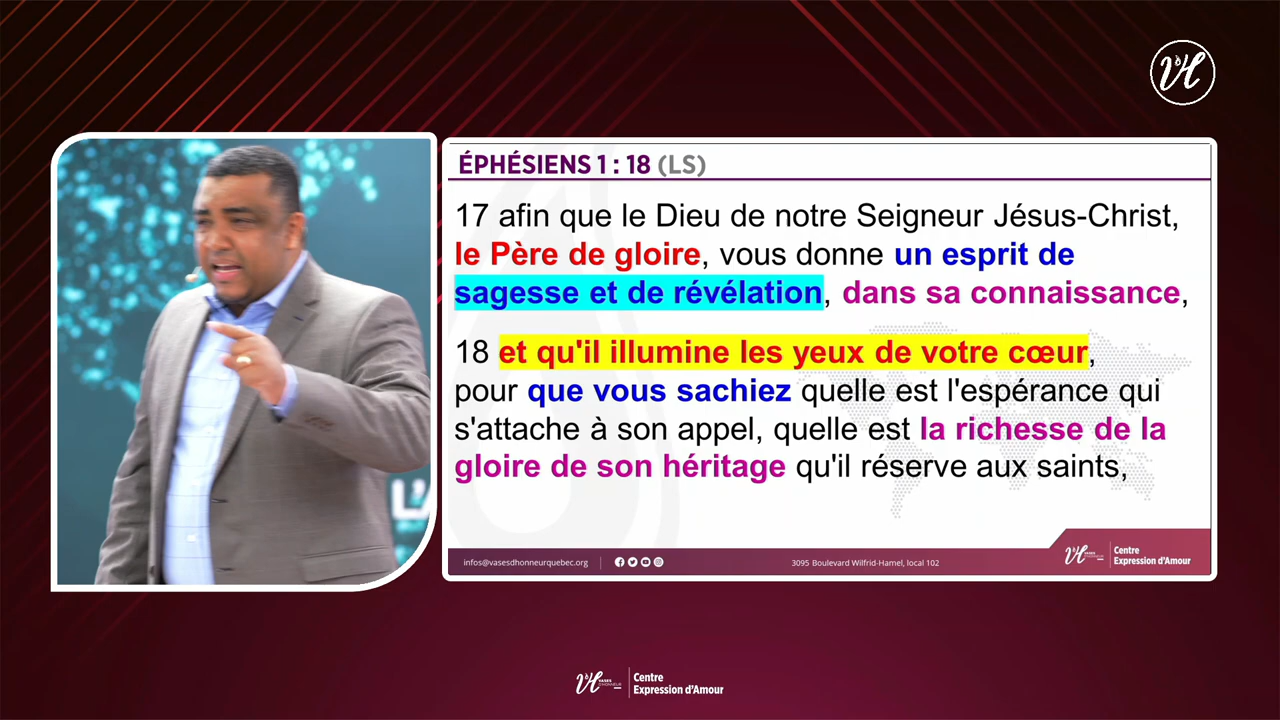 V'H
ÉPHÉSIENS 1 : 18 (LS)
17 afin que le Dieu de notre Seigneur Jésus-Christ,
le Père de gloire, vous donne un esprit de
sagesse et de révélation, dans sa connaissance,
18 et qu'il illumine les yeux de votre cœur,
pour que vous sachiez quelle est l'espérance qui
s'attache à son appel, quelle est la richesse de la
gloire de son héritage qu'il réserve aux saints,
L'
infos@vasesdhonneurquebec.org
3095 Boulevard Wilfrid-Hamel, local 102
V'H VASES D'HONNEUR
Centre
Expression d'Amour
V'H VASES D'HONNEUR
Centre
Expression d'Amour